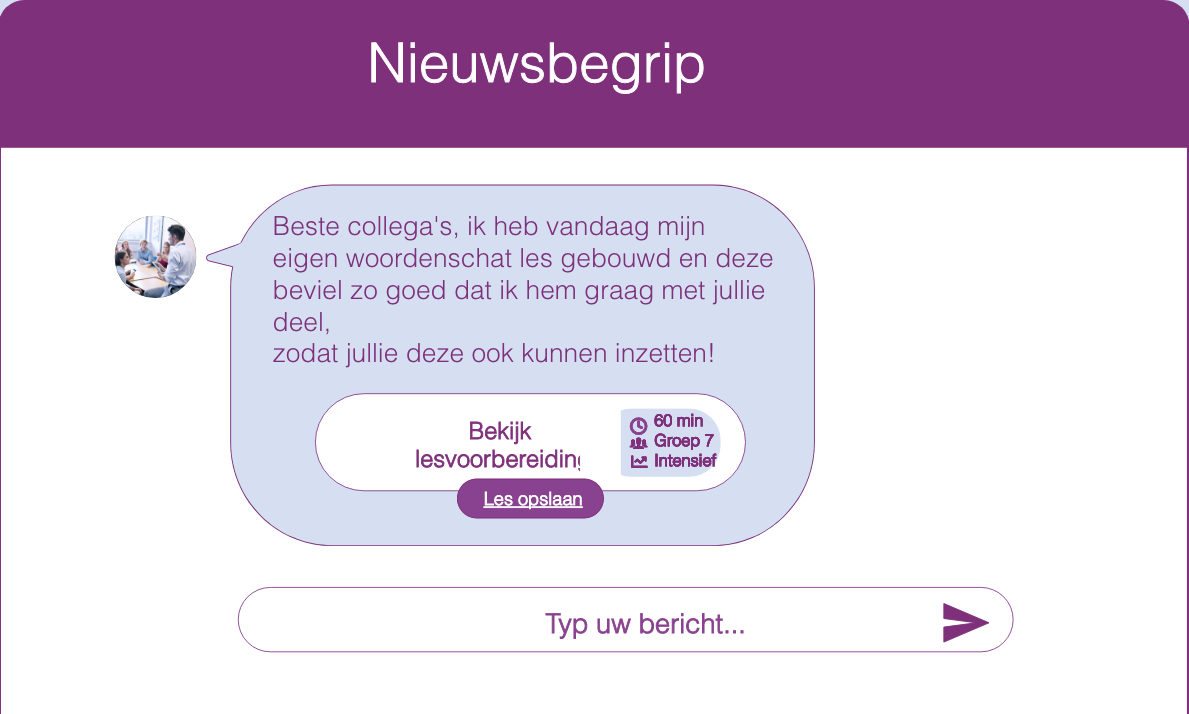 Nieuwsbegrip
Beste collega's, ik heb vandaag mijn
eigen woordenschat les gebouwd en deze
beviel zo goed dat ik hem graag met jullie
deel,
zodat jullie deze ook kunnen inzetten!
Bekijk
lesvoorbereiding
60 min
Groep 7
Intensief
Les opslaan
Typ uw bericht...